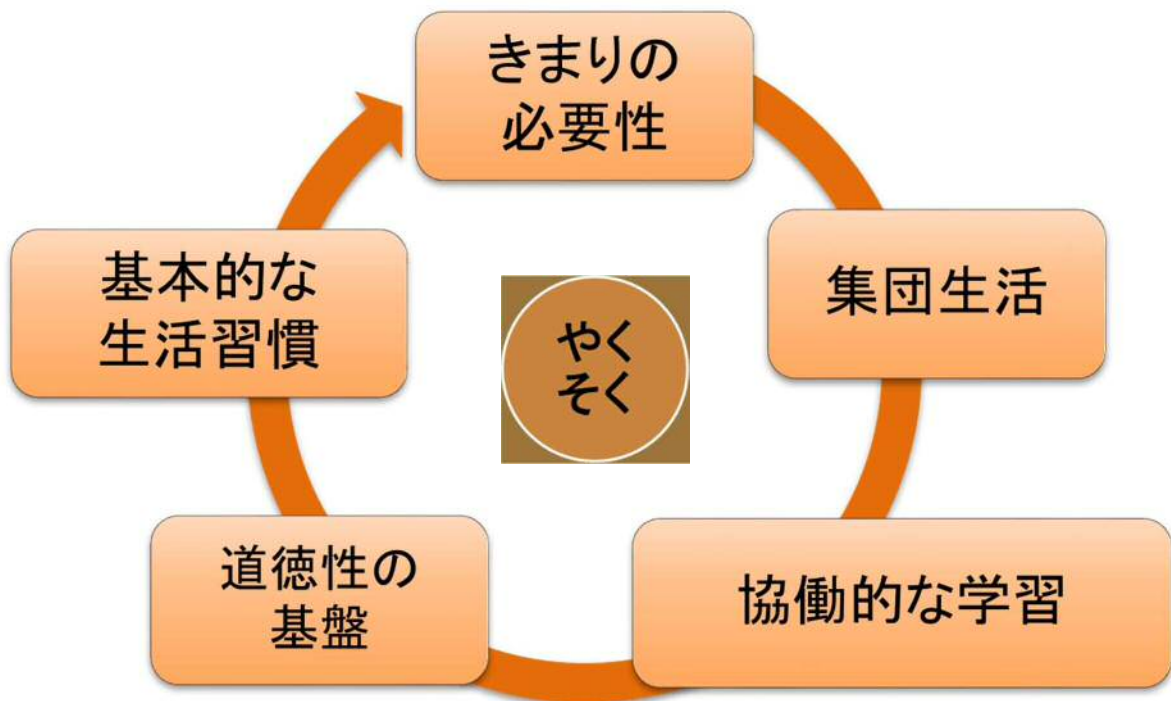 きまりの
必要性
集団生活
協働的な学習
道徳性の
基盤
基本的な
生活習慣
やく
そく